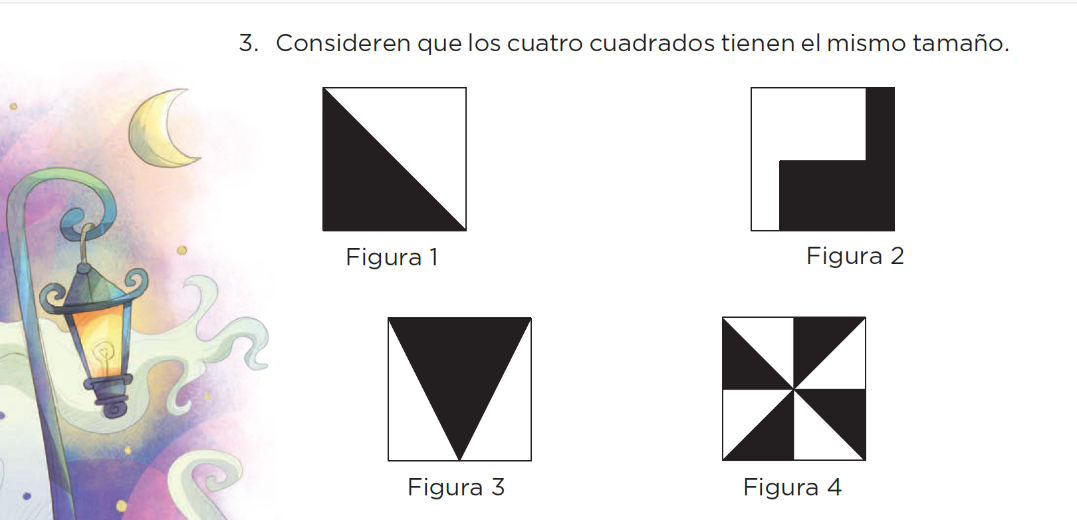 3. Consideren que los cuatro cuadrados tienen el mismo tamaño.
Figura 1
Figura 2
Figura 3
Figura 4